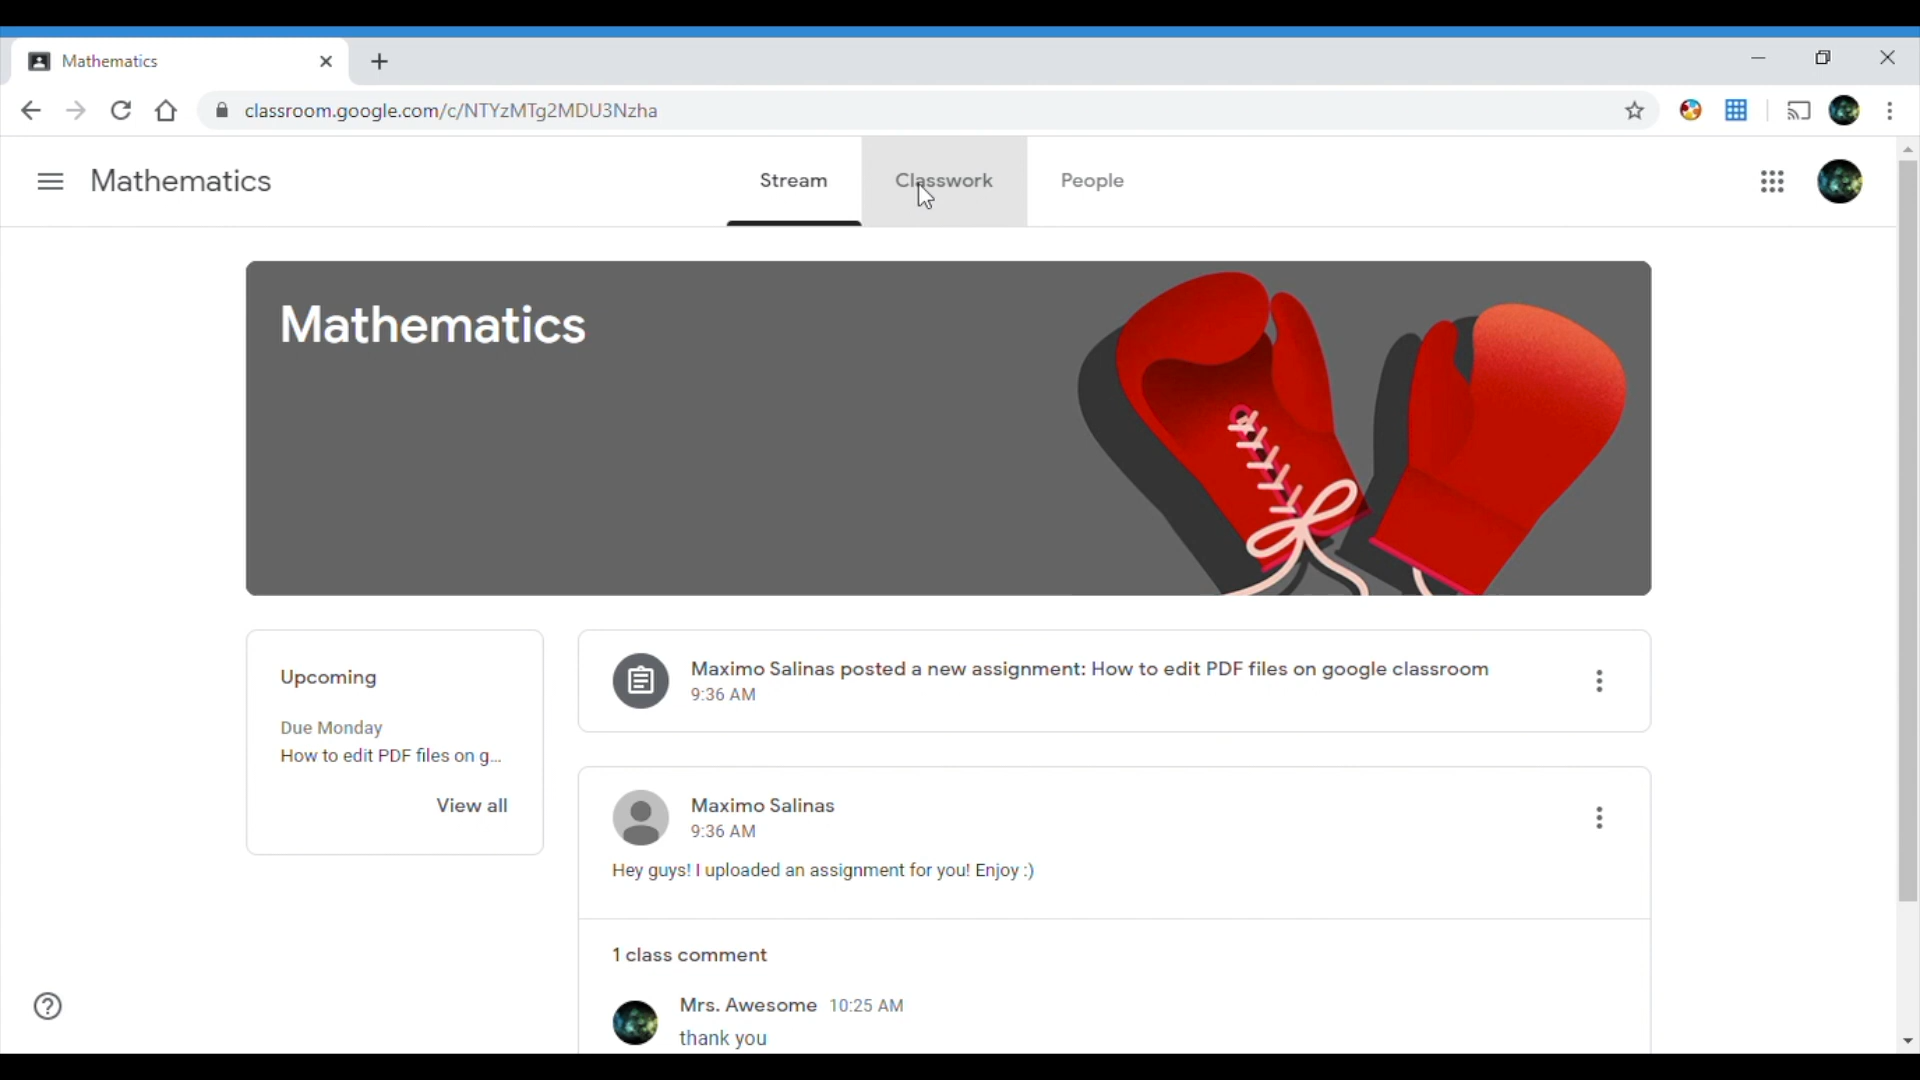 Mathematics
classroom.google.com/c/NTYzMTg2MDU3Nzha
Mathematics
Stream
Classwork
People
Mathematics
Upcoming
Due Monday
How to edit PDF files on g...
View all
Maximo Salinas posted a new assignment: How to edit PDF files on google classroom
9:36 AM
Maximo Salinas
9:36 AM
Hey guys! I uploaded an assignment for you! Enjoy :)
1 class comment
Mrs. Awesome 10:25 AM
thank you